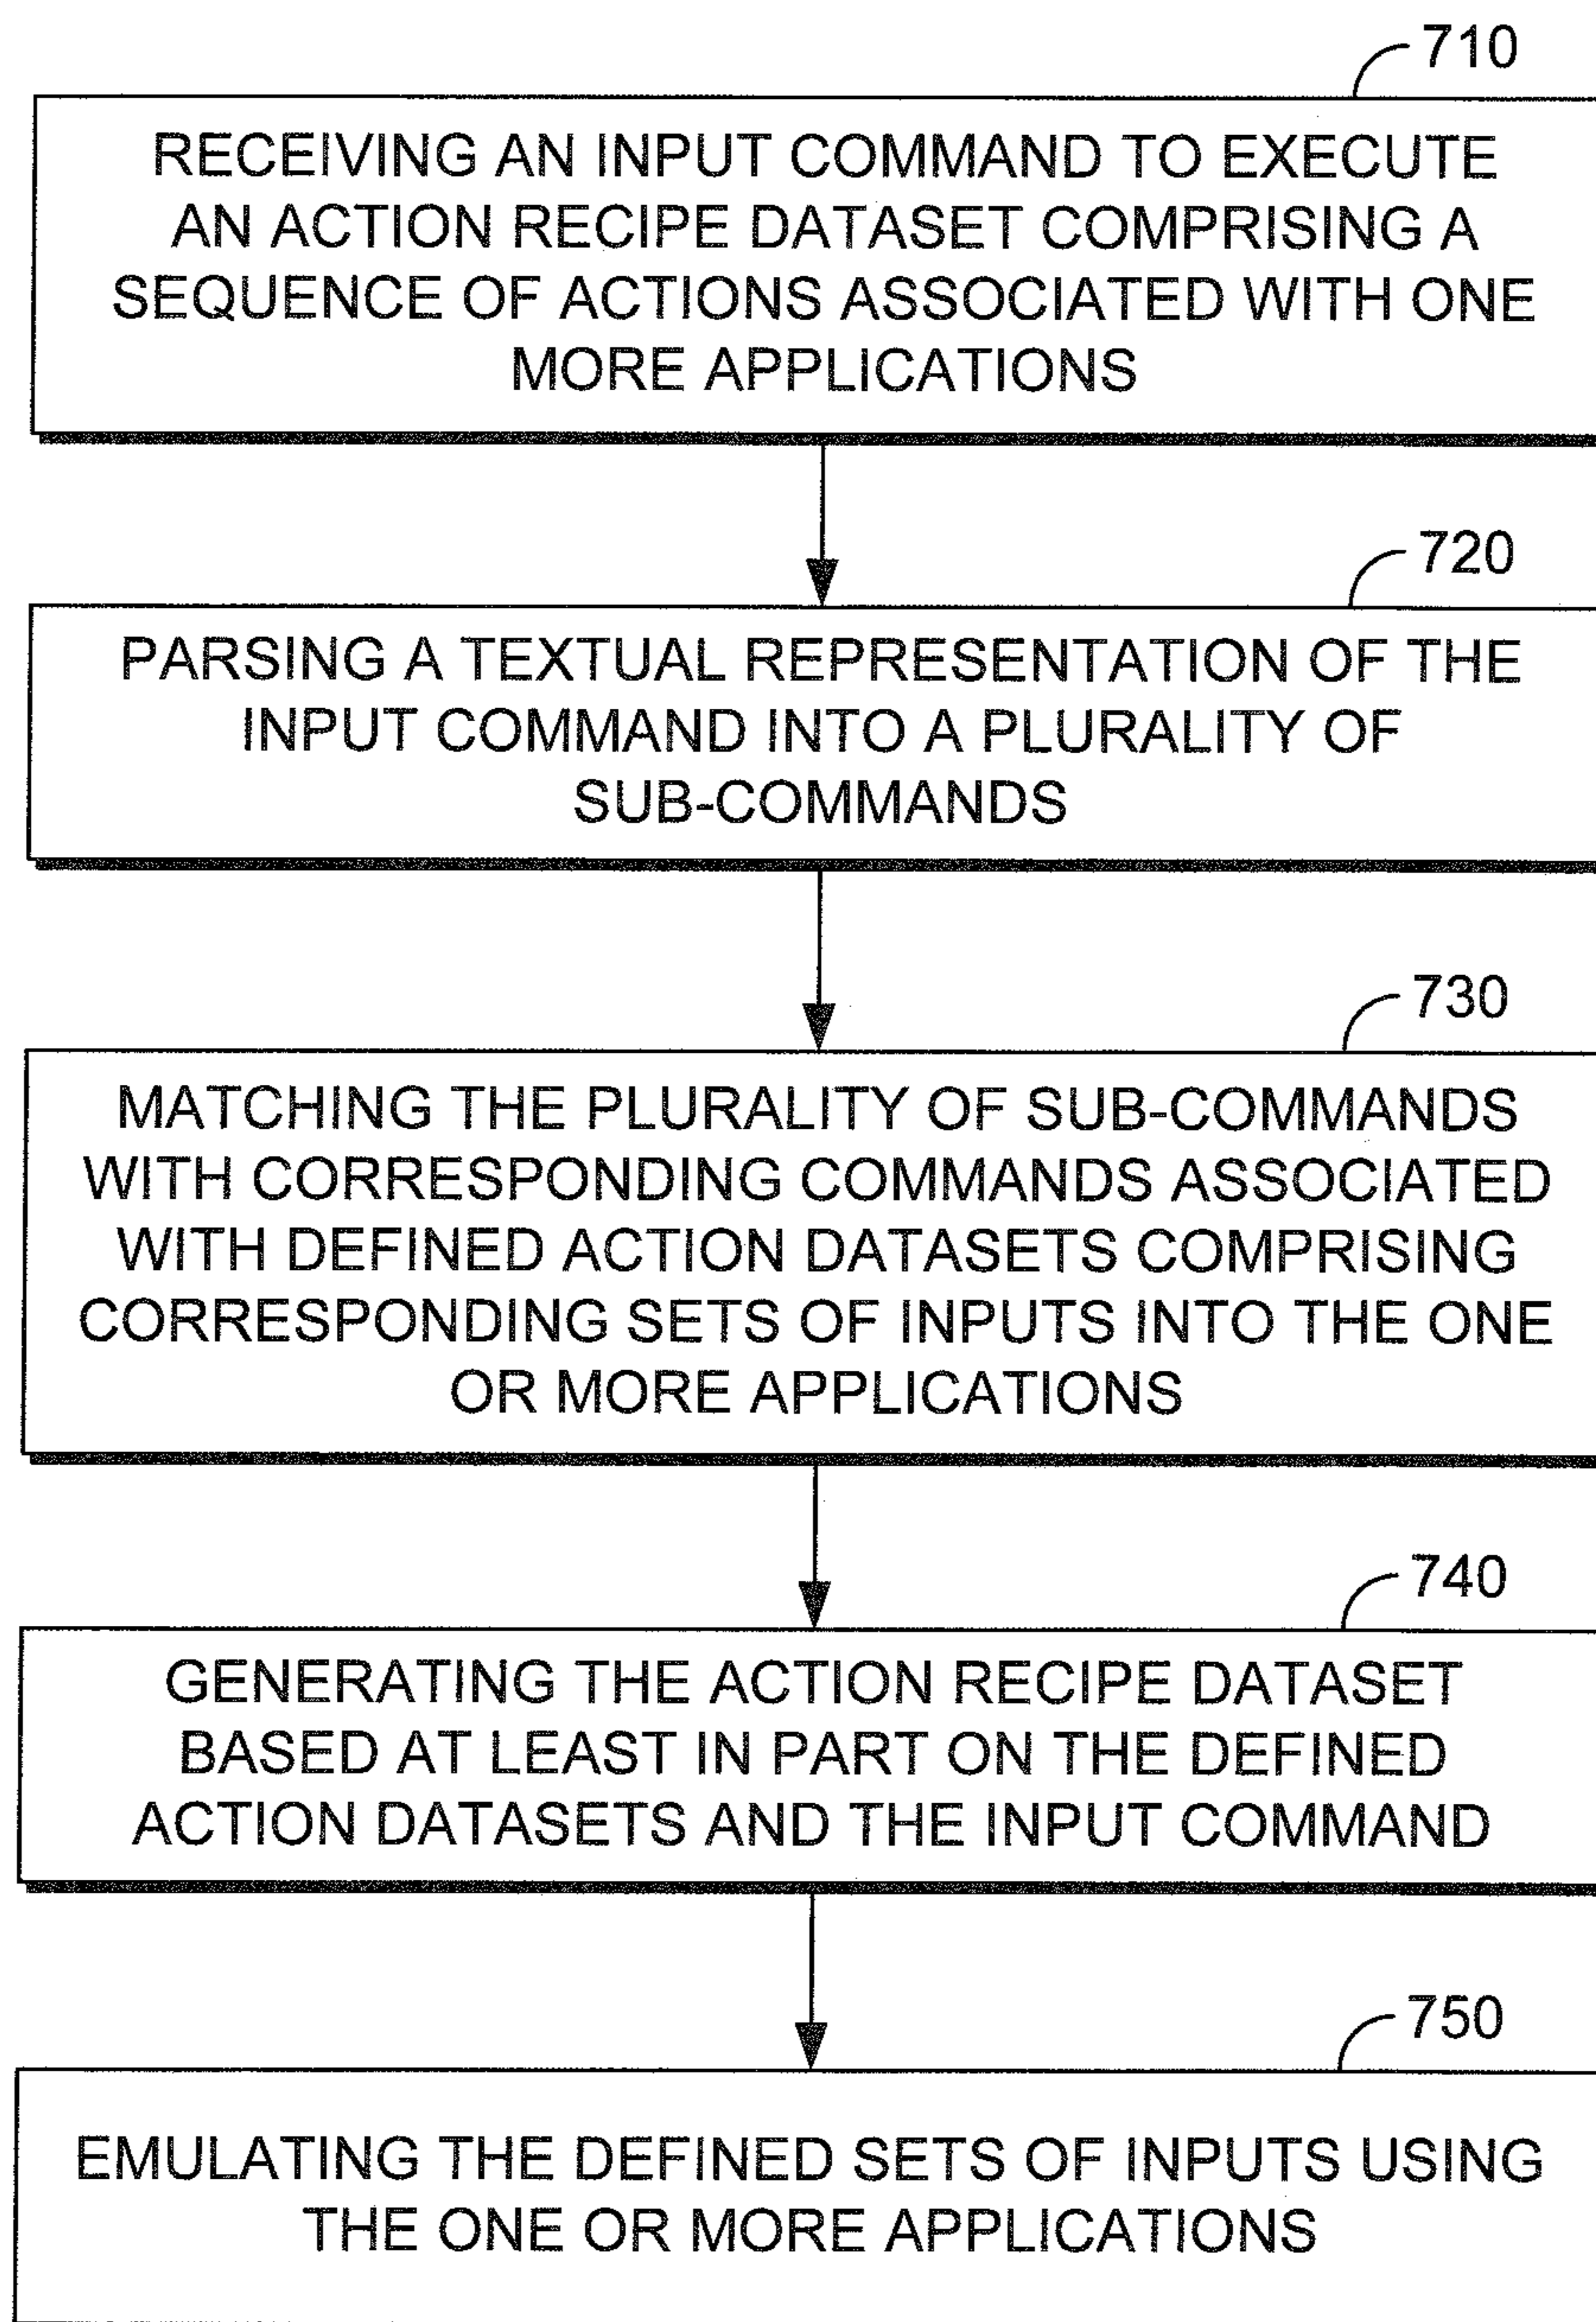 710
RECEIVING AN INPUT COMMAND TO EXECUTE
AN ACTION RECIPE DATASET COMPRISING A
SEQUENCE OF ACTIONS ASSOCIATED WITH ONE
MORE APPLICATIONS
720
PARSING A TEXTUAL REPRESENTATION OF THE
INPUT COMMAND INTO A PLURALITY OF
SUB-COMMANDS
730
MATCHING THE PLURALITY OF SUB-COMMANDS
WITH CORRESPONDING COMMANDS ASSOCIATED
WITH DEFINED ACTION DATASETS COMPRISING
CORRESPONDING SETS OF INPUTS INTO THE ONE
OR MORE APPLICATIONS
740
GENERATING THE ACTION RECIPE DATASET
BASED AT LEAST IN PART ON THE DEFINED
ACTION DATASETS AND THE INPUT COMMAND
750
EMULATING THE DEFINED SETS OF INPUTS USING
THE ONE OR MORE APPLICATIONS